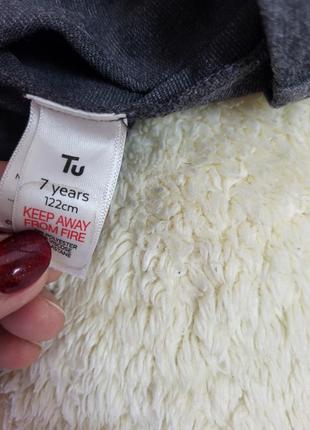 Tu
7 years
122cm
KEEP AWAY
FROM FIRE